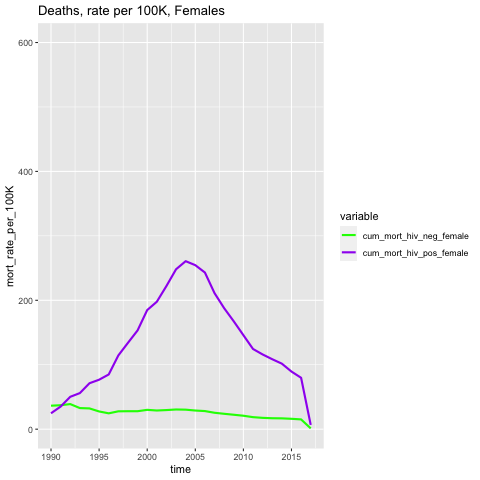 Deaths, rate per 100K, Females
mort_rate_per_100K
600
400
200
0
1990 1995 2000 2005 2010 2015
time
variable
cum_mort_hiv_neg_female
cum_mort_hiv_pos_female